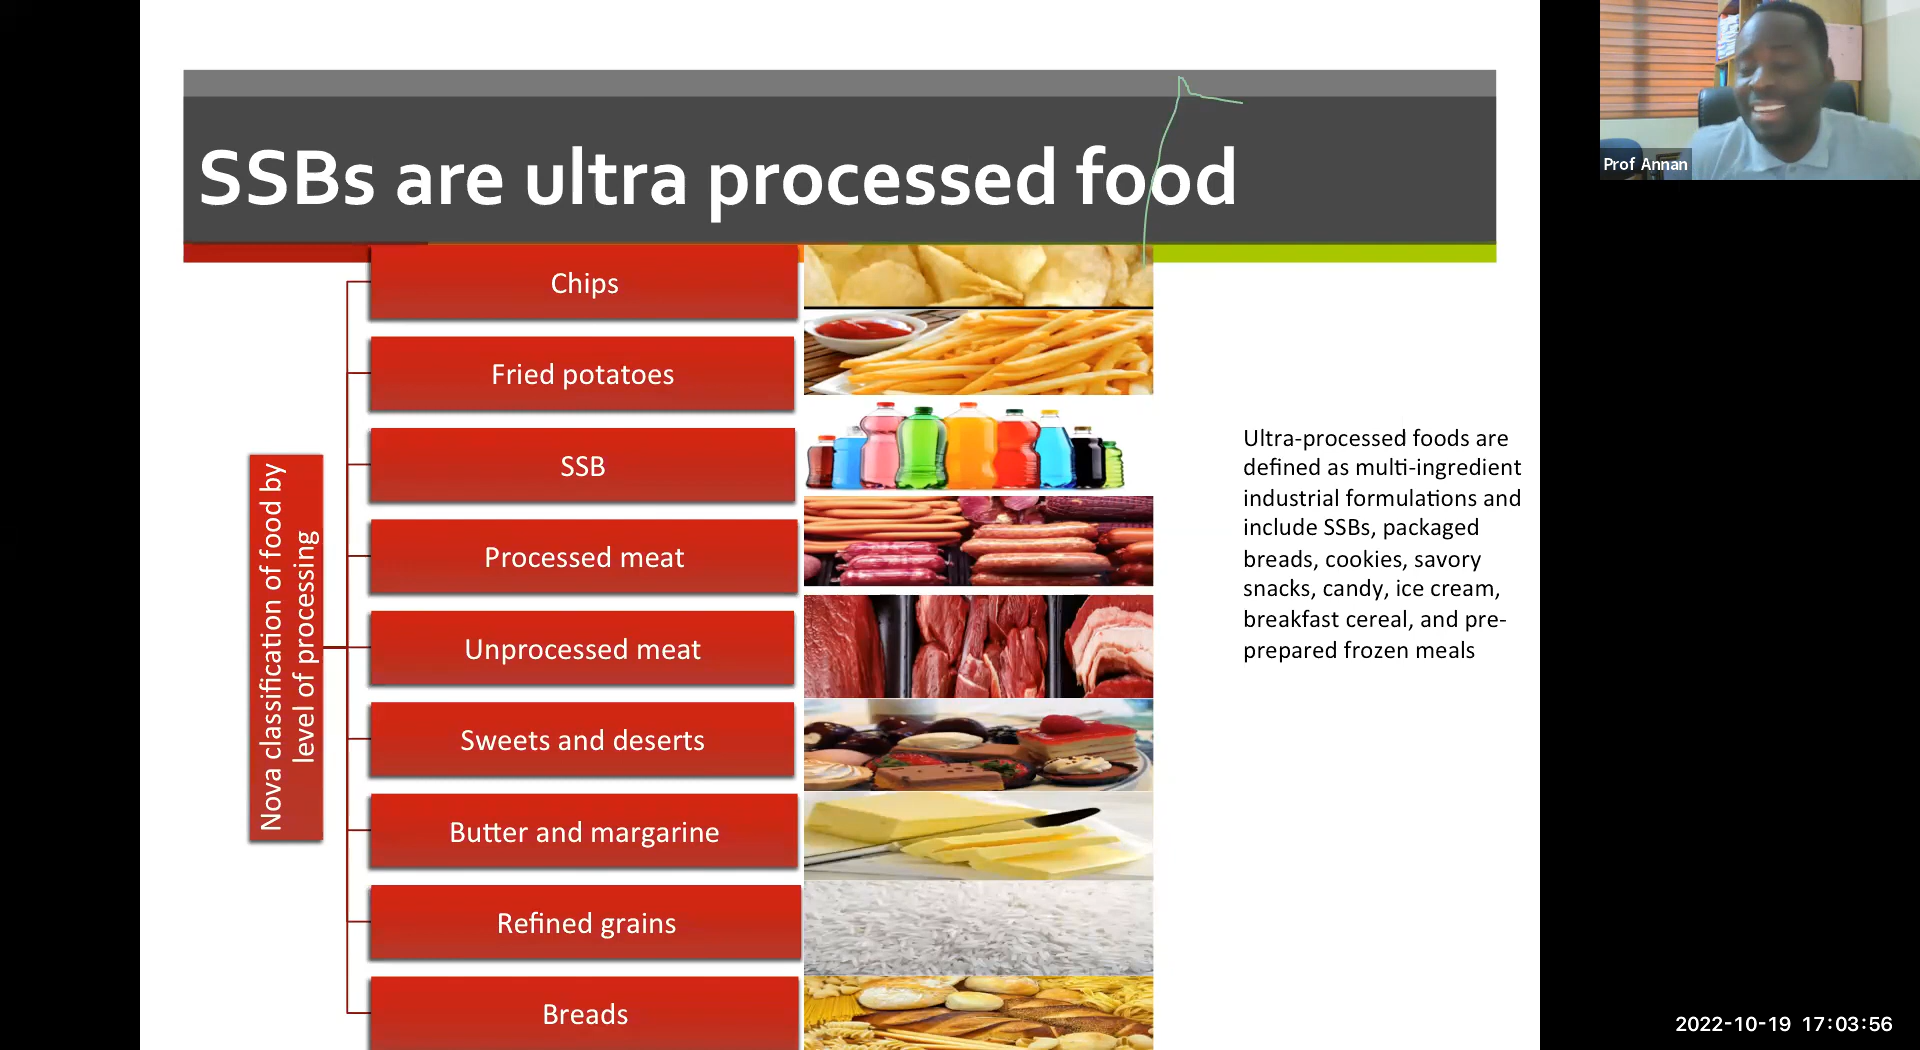 SSBs are ultra processed food
Prof Annan
Nova classification of food by
level of processing
Chips
Fried potatoes
SSB
Processed meat
Unprocessed meat
Sweets and deserts
Butter and margarine
Refined grains
Breads
Ultra-processed foods are
defined as multi-ingredient
industrial formulations and
include SSBs, packaged
breads, cookies, savory
snacks, candy, ice cream,
breakfast cereal, and pre-
prepared frozen meals
2022-10-19 17:03:56